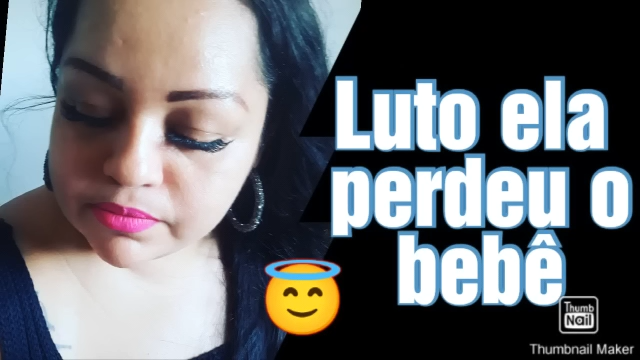 Luto ela
perdeu o
bebê
Thumb
Nail
Thumbnail Maker